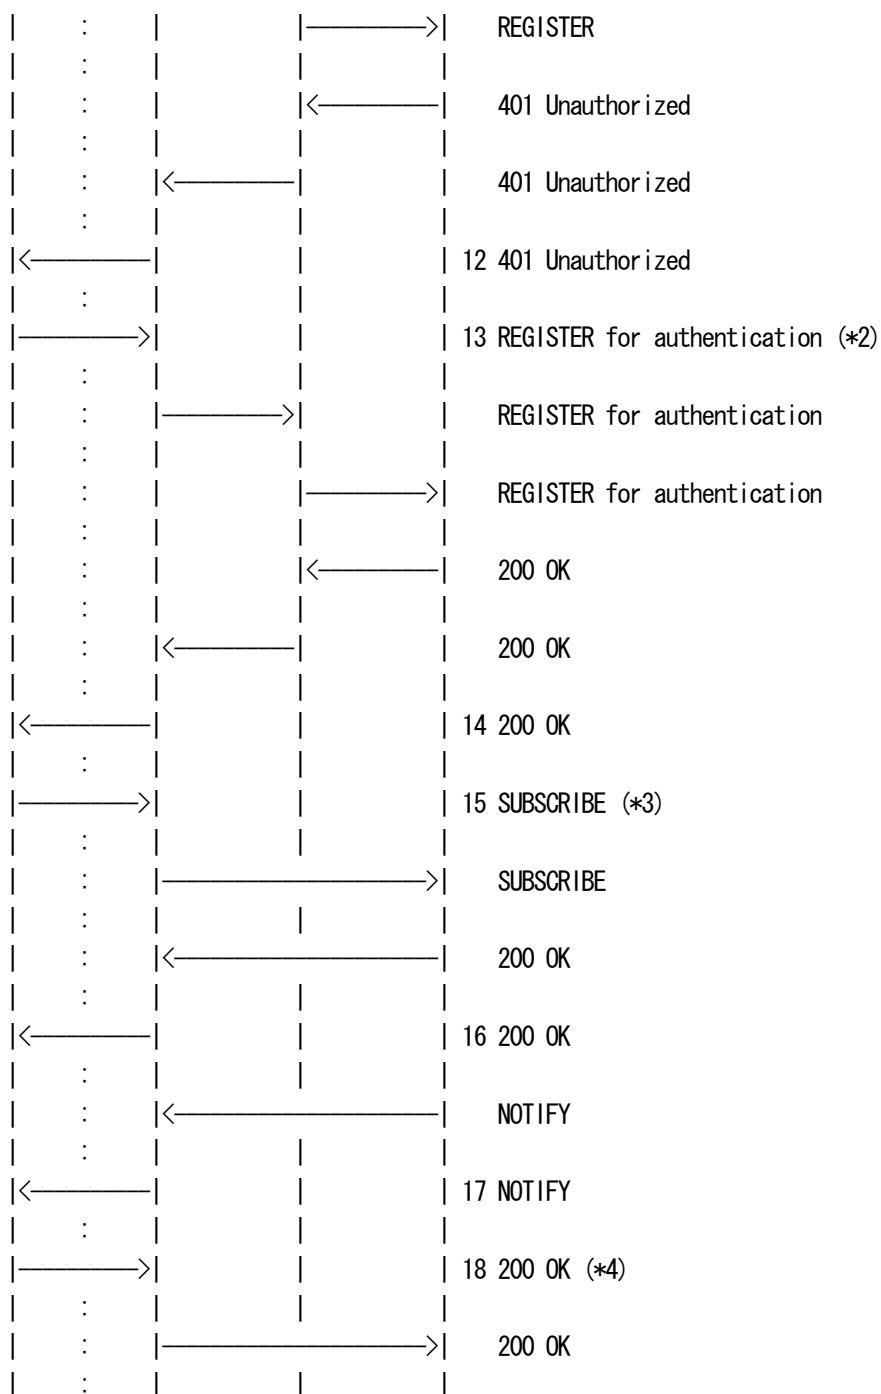 |       :       |               |-------------->|     REGISTER
|       :       |               |               |
|       :       |               |<--------------|     401 Unauthorized
|       :       |               |               |
|       :       |<--------------|               |     401 Unauthorized
|       :       |               |               |
|<--------------|               |               | 12 401 Unauthorized
|       :       |               |               |
|-------------->|               |               | 13 REGISTER for authentication (*2)
|       :       |               |               |
|       :       |-------------->|               |     REGISTER for authentication
|       :       |               |               |
|       :       |               |-------------->|     REGISTER for authentication
|       :       |               |               |
|       :       |               |<--------------|     200 OK
|       :       |               |               |
|       :       |<--------------|               |     200 OK
|       :       |               |               |
|<--------------|               |               | 14 200 OK
|       :       |               |               |
|-------------->|               |               | 15 SUBSCRIBE (*3)
|       :       |               |               |
|       :       |------------------------------>|     SUBSCRIBE
|       :       |               |               |
|       :       |<------------------------------|     200 OK
|       :       |               |               |
|<--------------|               |               | 16 200 OK
|       :       |               |               |
|       :       |<------------------------------|     NOTIFY
|       :       |               |               |
|<--------------|               |               | 17 NOTIFY
|       :       |               |               |
|-------------->|               |               | 18 200 OK (*4)
|       :       |               |               |
|       :       |------------------------------>|     200 OK
|       :       |               |               |